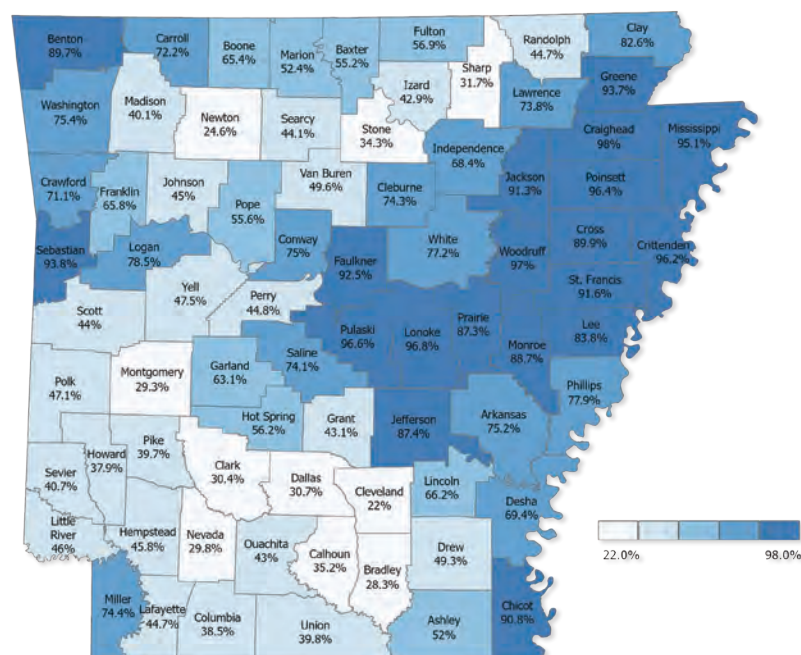 Benton
89.7%
Carroll
72.2%
Boone
65.4%
Marion
52.4%
Baxter
55.2%
Fulton
56.9%
Sharp
31.7%
Randolph
44.7%
Clay
82.6%
Washington
75.4%
Madison
40.1%
Newton
24.6%
Searcy
44.1%
Stone
34.3%
Izard
42.9%
Lawrence
73.8%
Greene
93.7%
Craighead
98%
Mississippi
95.1%
Independence
68.4%
Crawford
71.1%
Franklin
65.8%
Johnson
45%
Pope
55.6%
Van Buren
49.6%
Cleburne
74.3%
Jackson
91.3%
Poinsett
96.4%
Sebastian
93.8%
Logan
78.5%
Conway
75%
Faulkner
92.5%
White
77.2%
Woodruff
97%
Cross
89.9%
Crittenden
96.2%
St. Francis
91.6%
Scott
44%
Yell
47.5%
Perry
44.8%
Pulaski
96.6%
Lonoke
96.8%
Prairie
87.3%
Monroe
88.7%
Lee
83.8%
Polk
47.1%
Montgomery
29.3%
Garland
63.1%
Saline
74.1%
Phillips
77.9%
Hot Spring
56.2%
Grant
43.1%
Jefferson
87.4%
Arkansas
75.2%
Howard
37.9%
Pike
39.7%
Sevier
40.7%
Clark
30.4%
Dallas
30.7%
Cleveland
22%
Lincoln
66.2%
Desha
69.4%
Little
River
46%
Hempstead
45.8%
Nevada
29.8%
Ouachita
43%
Calhoun
35.2%
Bradley
28.3%
Drew
49.3%
22.0%
98.0%
Miller
74.4%
Lafayette
44.7%
Columbia
38.5%
Union
39.8%
Ashley
52%
Chicot
90.8%